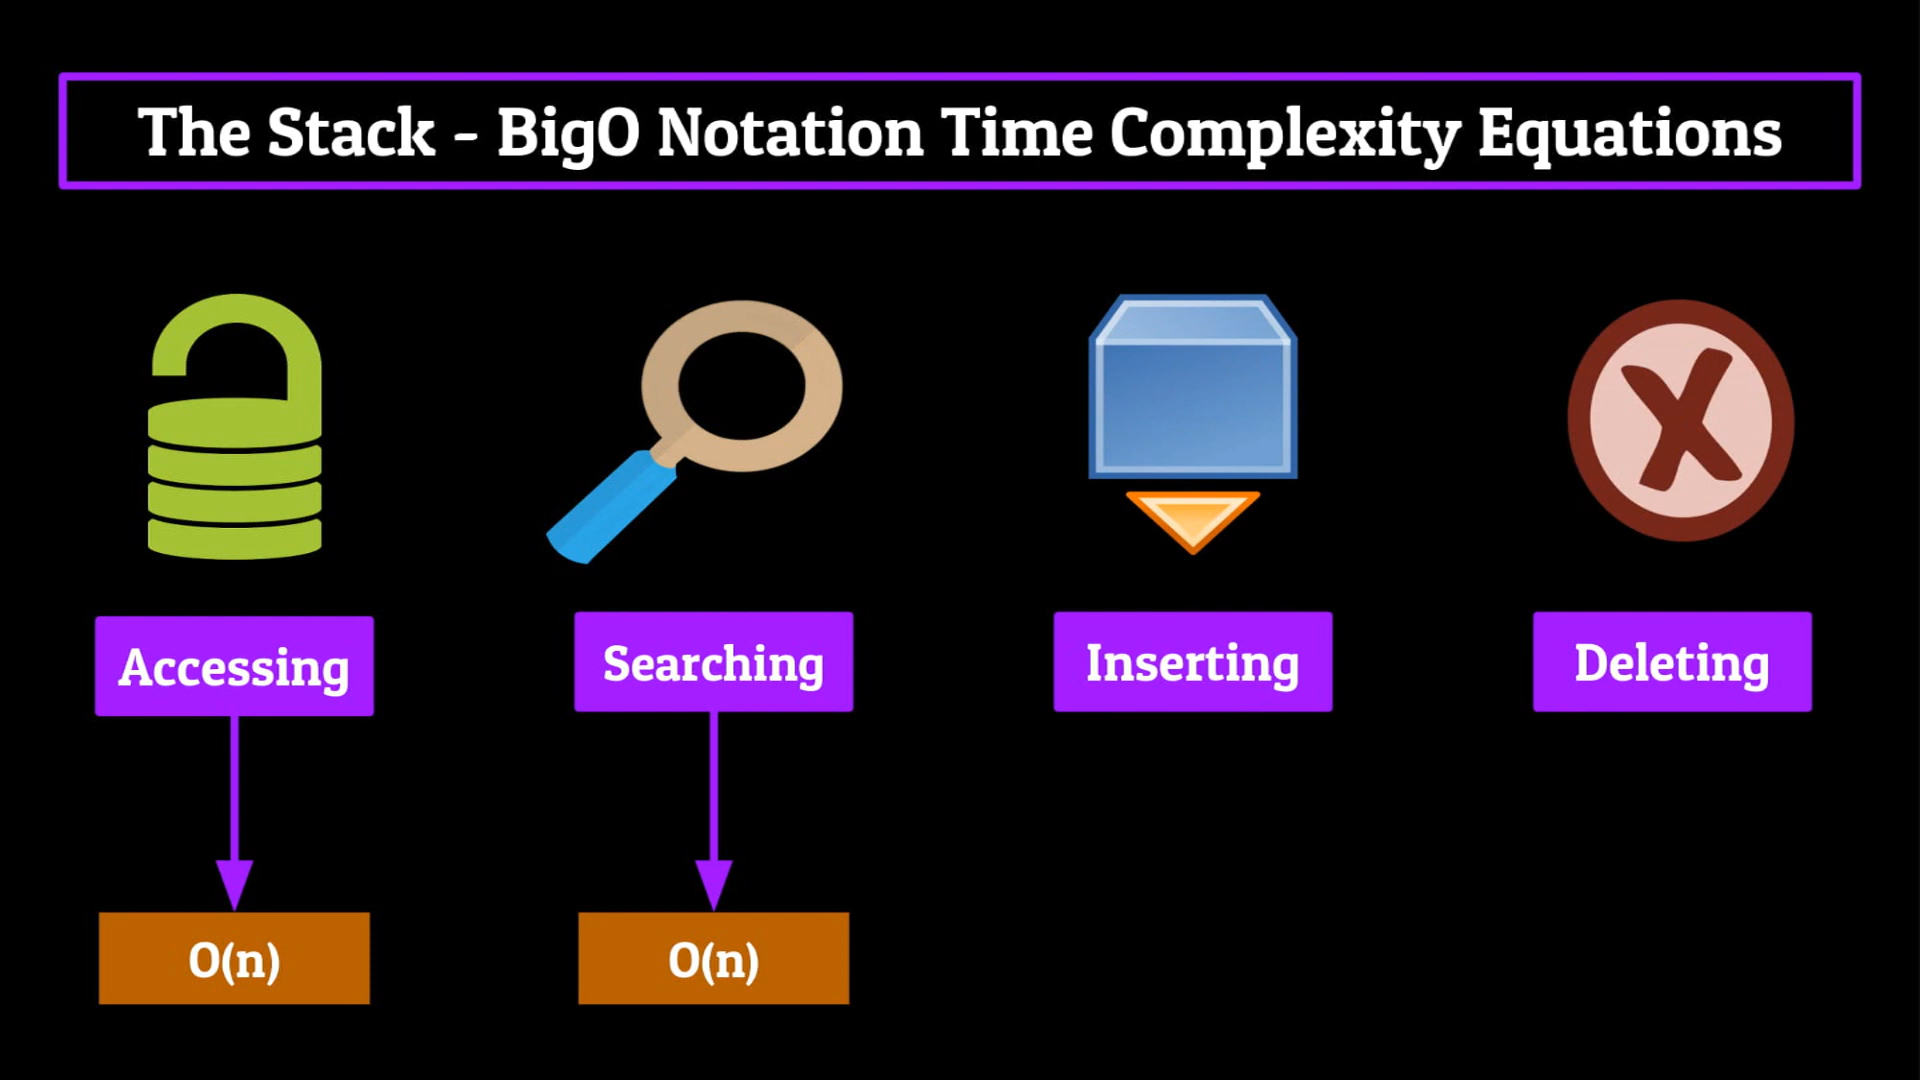 The Stack - BigO Notation Time Complexity Equations
Accessing
Searching
Inserting
Deleting
O(n)
O(n)